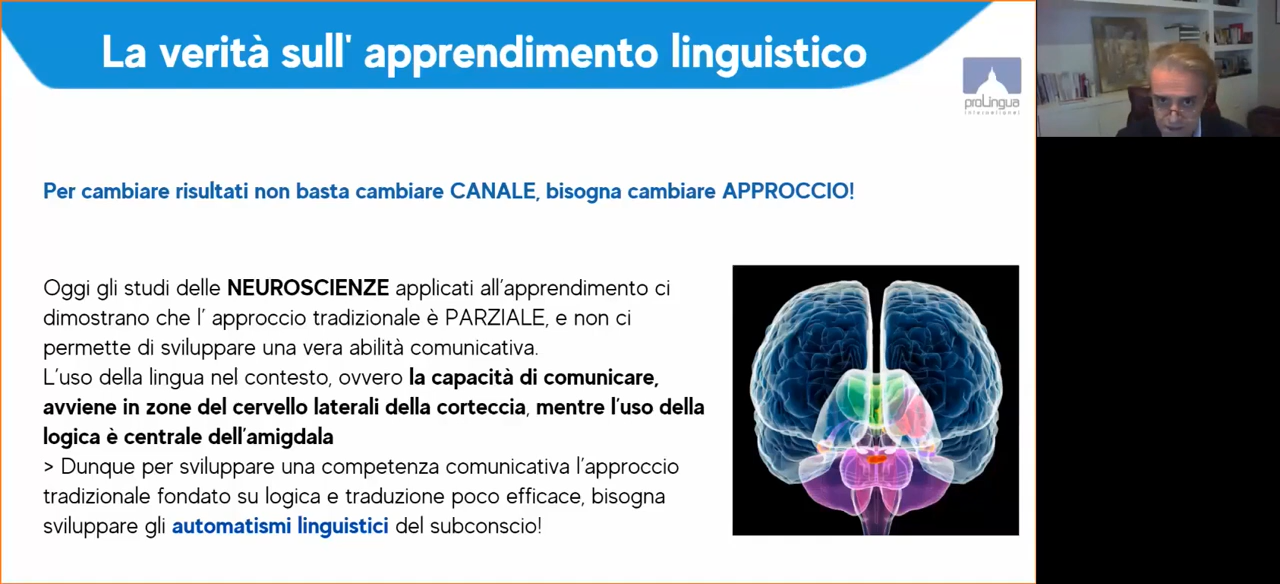 La verità sull' apprendimento linguistico
proLingua
international
Per cambiare risultati non basta cambiare CANALE, bisogna cambiare APPROCCIO!
Oggi gli studi delle NEUROSCIENZE applicati all'apprendimento ci
dimostrano che l' approccio tradizionale è PARZIALE, e non ci
permette di sviluppare una vera abilità comunicativa.
L'uso della lingua nel contesto, ovvero la capacità di comunicare,
avviene in zone del cervello laterali della corteccia, mentre l'uso della
logica è centrale dell'amigdala
> Dunque per sviluppare una competenza comunicativa l'approccio
tradizionale fondato su logica e traduzione poco efficace, bisogna
sviluppare gli automatismi linguistici del subconscio!